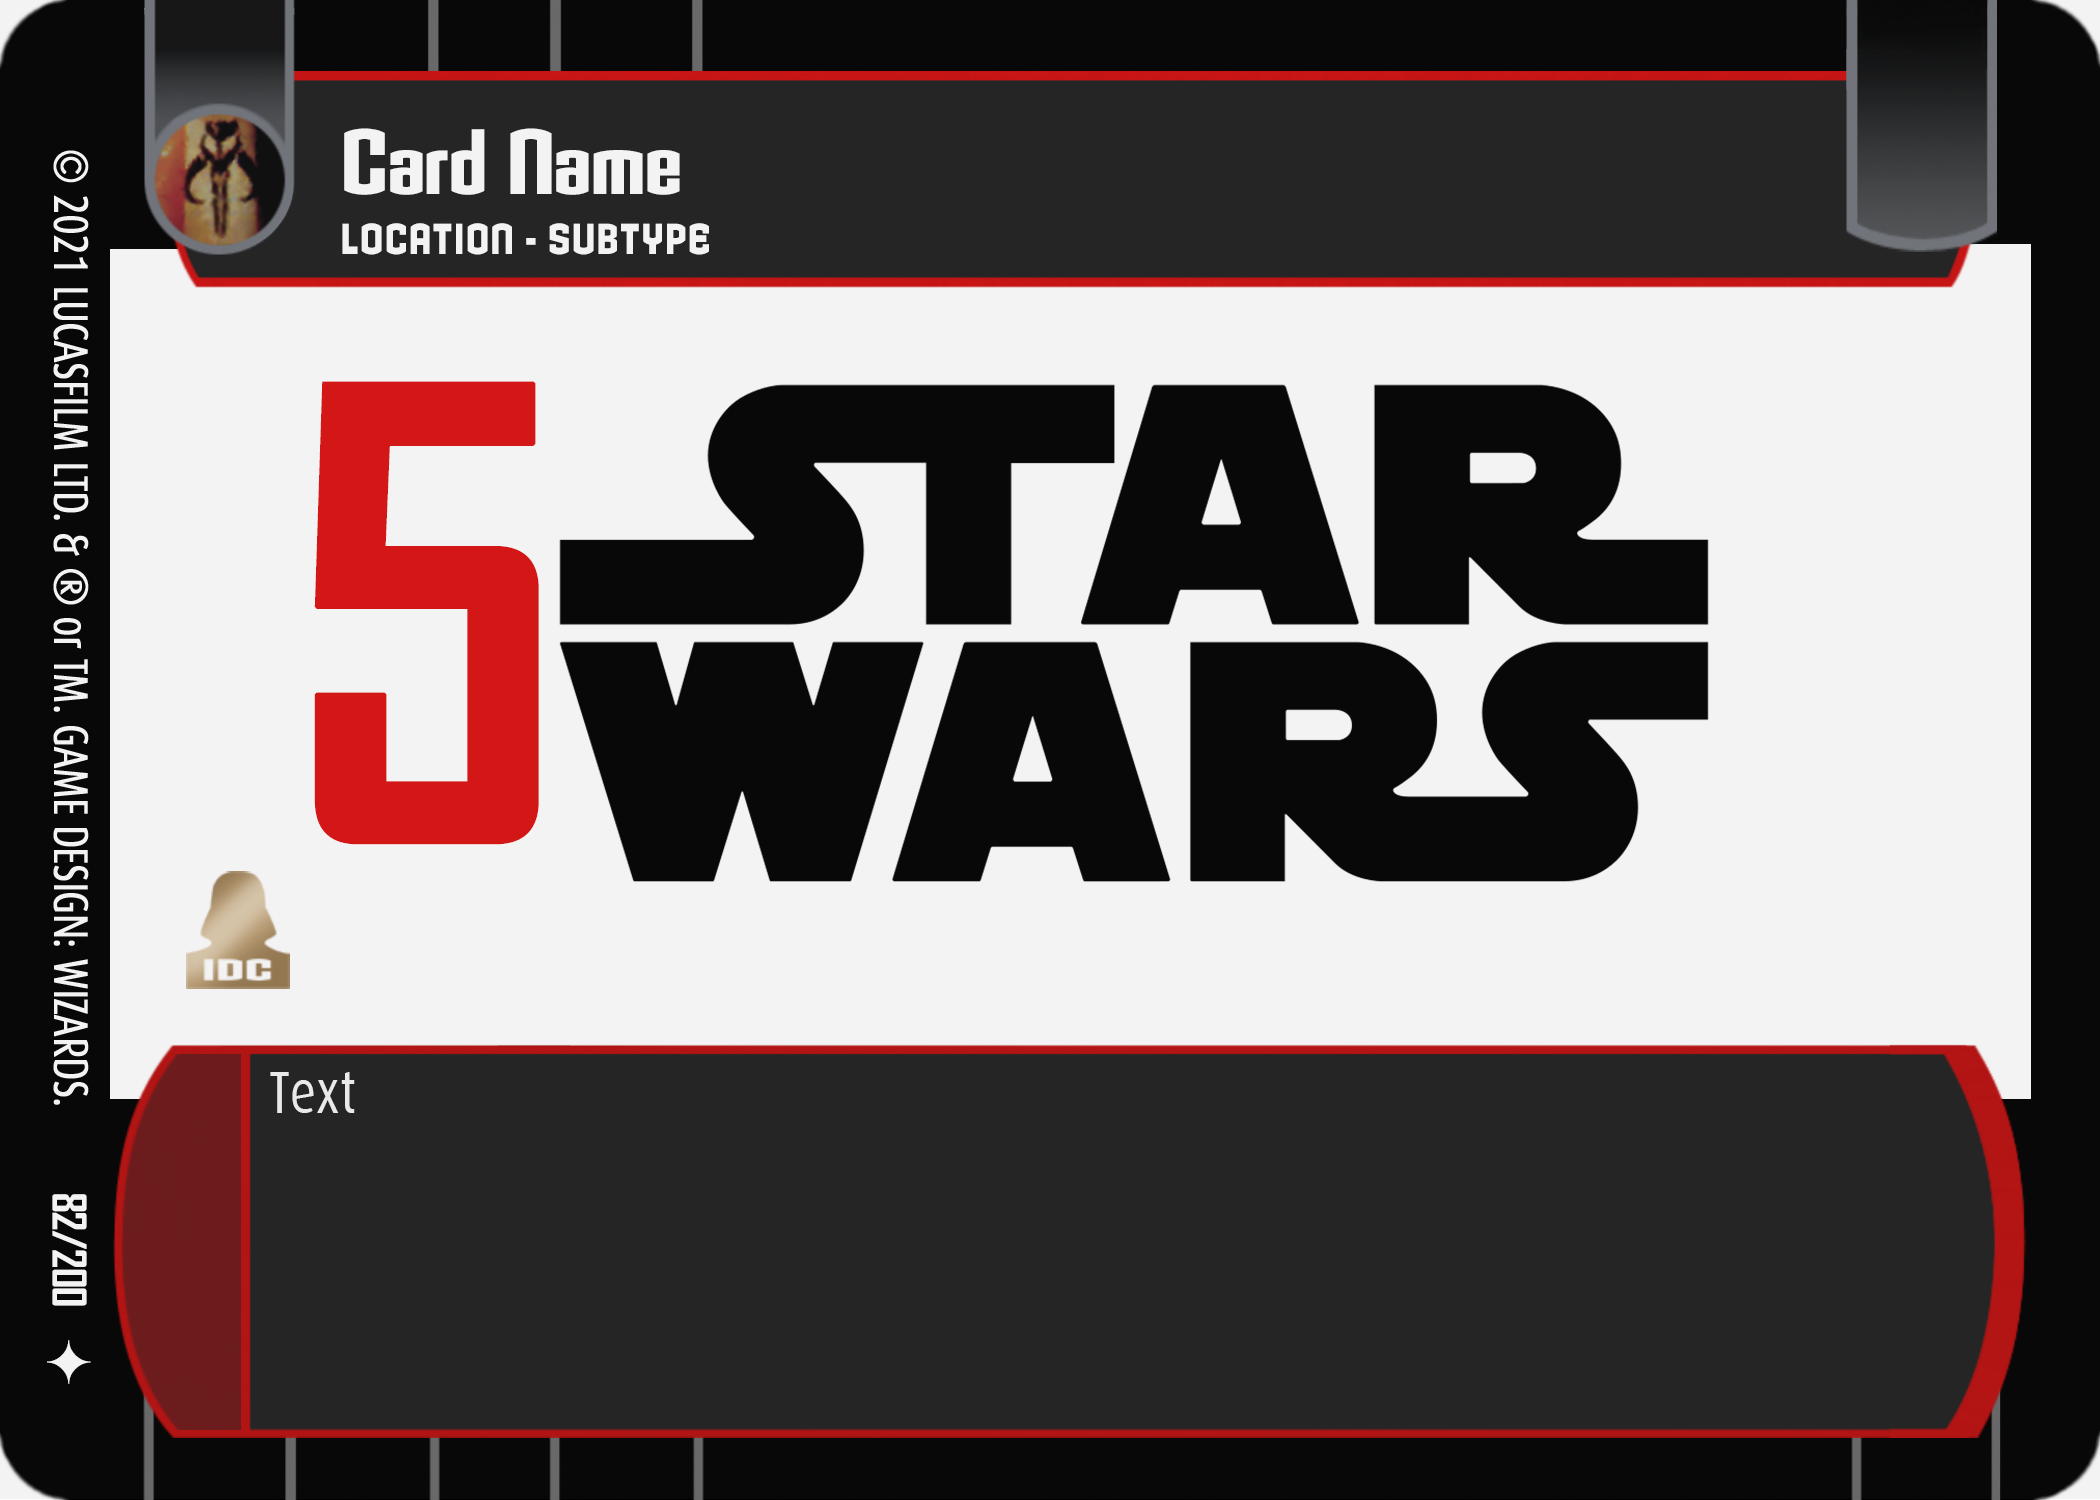 Card Name
LOCATION - SUBTYPE
5
STAR
WARS
IDC
Text
© 2021 LUCASFILM LTD. & ® or TM. GAME DESIGN: WIZARDS.
82/200